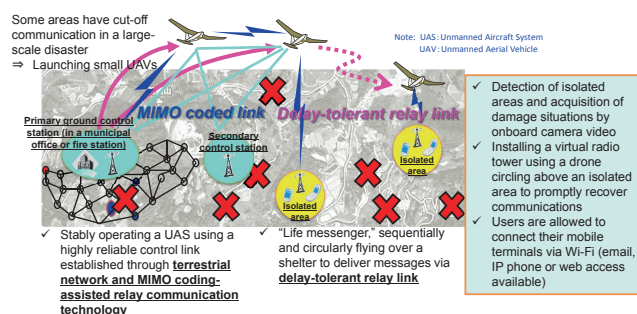 Some areas have cut-off
communication in a large-
scale disaster
⇒ Launching small UAVs
Note: UAS:Unmanned Aircraft System
UAV:Unmanned Aerial Vehicle
MIMO coded link
Delay-tolerant relay link
Primary ground control
station (in a municipal
office or fire station)
Secondary
control station
Isolated
area
Isolated
area
✓ Stably operating a UAS using a
highly reliable control link
established through terrestrial
network and MIMO coding-
assisted relay communication
technology
✓ “Life messenger,” sequentially
and circularly flying over a
shelter to deliver messages via
delay-tolerant relay link
✓ Detection of isolated
areas and acquisition of
damage situations by
onboard camera video
✓ Installing a virtual radio
tower using a drone
circling above an isolated
area to promptly recover
communications
✓ Users are allowed to
connect their mobile
terminals via Wi-Fi (email,
IP phone or web access
available)